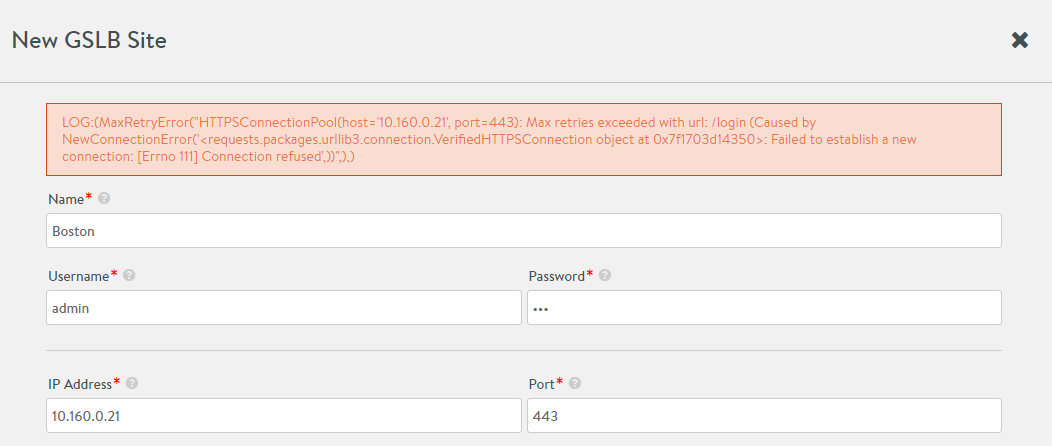 New GSLB Site
LOG:(MaxRetryError("HTTPSConnectionPool(host='10.160.0.21', port=443): Max retries exceeded with url: /login (Caused by
NewConnectionError('<requests.packages.urllib3.connection.VerifiedHTTPSConnection object at 0x7f1703d14350>: Failed to establish a new
connection: [Errno 111] Connection refused',))",),)
Name* ?
Boston
Username* ? Password* ?
admin •••
IP Address* ? Port* ?
10.160.0.21 443